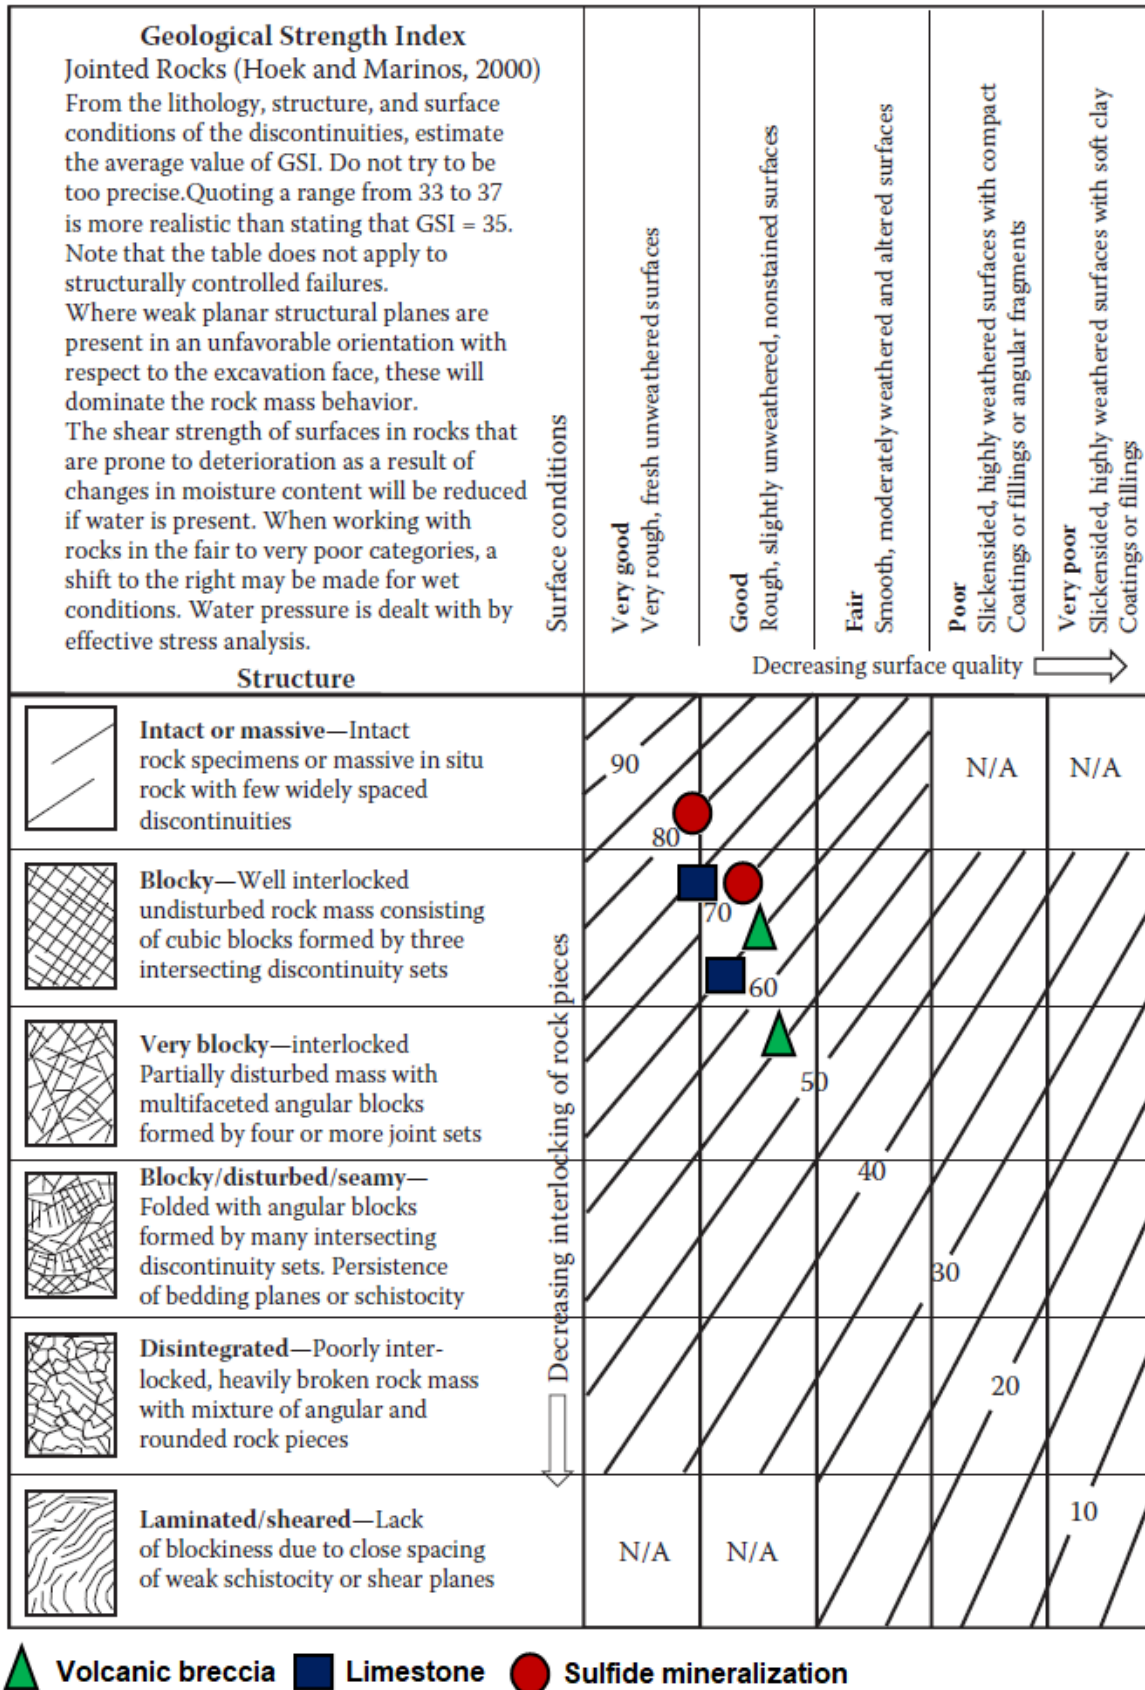 Geological Strength Index
Jointed Rocks (Hoek and Marinos, 2000)
From the lithology, structure, and surface
conditions of the discontinuities, estimate
the average value of GSI. Do not try to be
too precise.Quoting a range from 33 to 37
is more realistic than stating that GSI = 35.
Note that the table does not apply to
structurally controlled failures.
Where weak planar structural planes are
present in an unfavorable orientation with
respect to the excavation face, these will
dominate the rock mass behavior.
The shear strength of surfaces in rocks that
are prone to deterioration as a result of
changes in moisture content will be reduced
if water is present. When working with
rocks in the fair to very poor categories, a
shift to the right may be made for wet
conditions. Water pressure is dealt with by
effective stress analysis.
Structure
Surface conditions
Very good
Very rough, fresh unweathered surfaces
Good
Rough, slightly unweathered, nonstained surfaces
Fair
Smooth, moderately weathered and altered surfaces
Poor
Slickensided, highly weathered surfaces with compact
Coatings or fillings or angular fragments
Very poor
Slickensided, highly weathered surfaces with soft clay
Coatings or fillings
Decreasing surface quality
Intact or massive—Intact
rock specimens or massive in situ
rock with few widely spaced
discontinuities
Blocky—Well interlocked
undisturbed rock mass consisting
of cubic blocks formed by three
intersecting discontinuity sets
Very blocky—interlocked
Partially disturbed mass with
multifaceted angular blocks
formed by four or more joint sets
Blocky/disturbed/seamy—
Folded with angular blocks
formed by many intersecting
discontinuity sets. Persistence
of bedding planes or schistocity
Disintegrated—Poorly inter-
locked, heavily broken rock mass
with mixture of angular and
rounded rock pieces
Laminated/sheared—Lack
of blockiness due to close spacing
of weak schistocity or shear planes
Decreasing interlocking of rock pieces
90
N/A
N/A
80
70
60
50
40
30
20
10
N/A
N/A
Volcanic breccia
Limestone
Sulfide mineralization